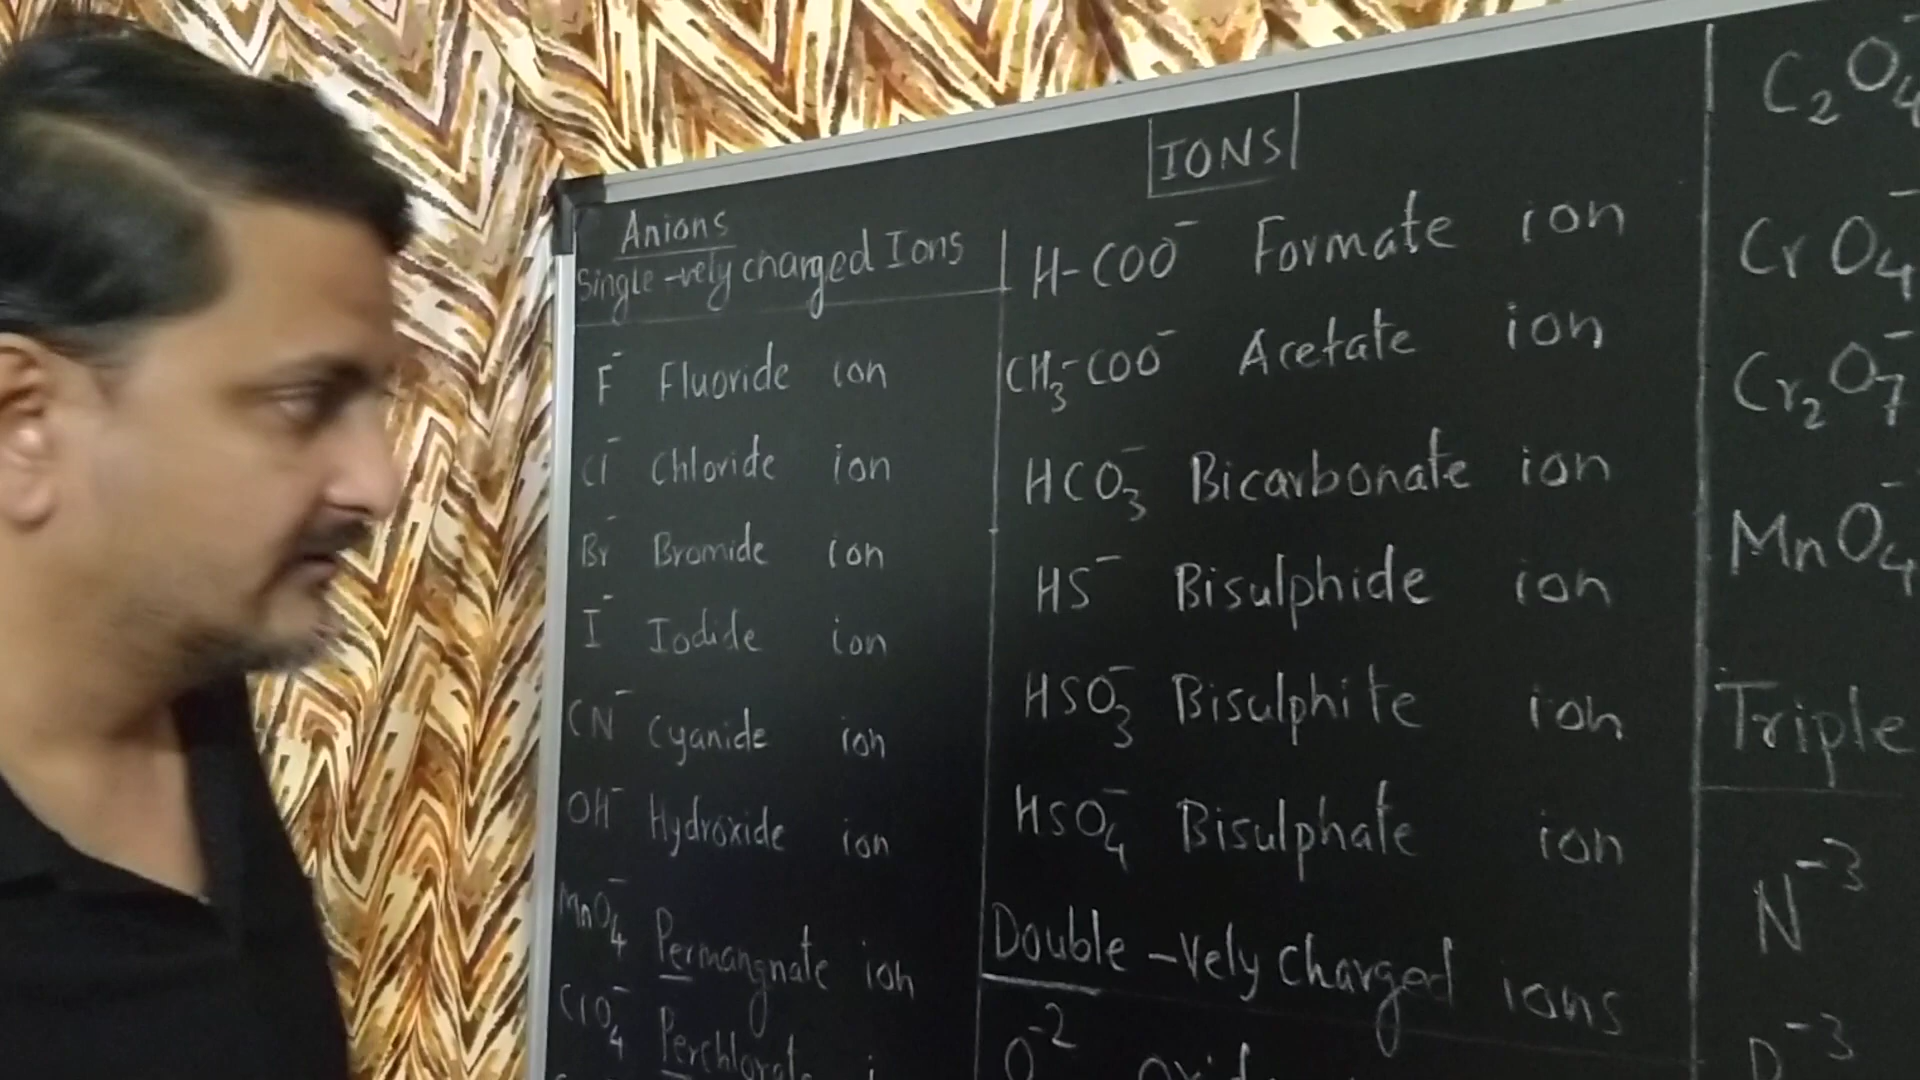 IONS
Anions
Single -vely charged Ions
F⁻ Fluoride ion
Cl⁻ Chloride ion
Br⁻ Bromide ion
I⁻ Iodide ion
CN⁻ Cyanide ion
OH⁻ Hydroxide ion
MnO₄⁻ Permangnate ion
ClO₄⁻
H-COO⁻ Formate ion
CH₃-COO⁻ Acetate ion
HCO₃⁻ Bicarbonate ion
HS⁻ Bisulphide ion
HSO₃⁻ Bisulphite ion
HSO₄⁻ Bisulphate ion
Double -Vely Charged ions
O⁻²
C₂O₄
CrO₄
Cr₂O₇
MnO₄
Triple
N⁻³